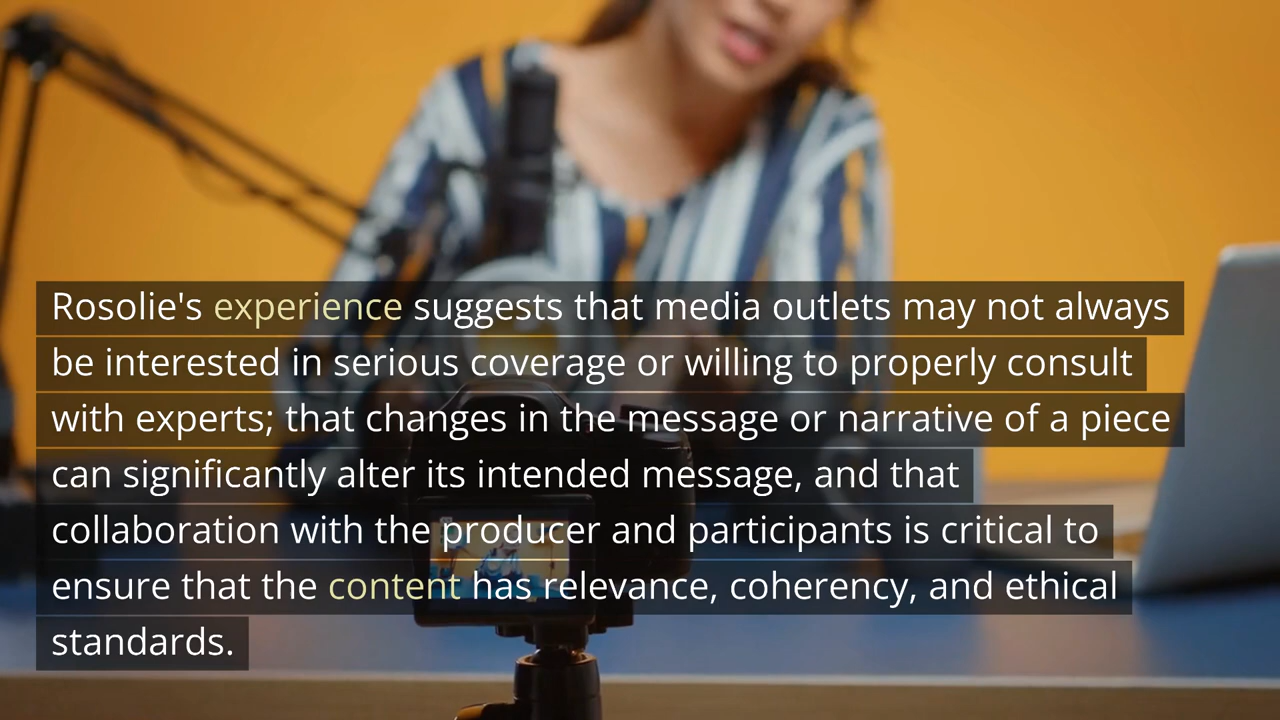 Rosolie's experience suggests that media outlets may not always
be interested in serious coverage or willing to properly consult
with experts; that changes in the message or narrative of a piece
can significantly alter its intended message, and that
collaboration with the producer and participants is critical to
ensure that the content has relevance, coherency, and ethical
standards.